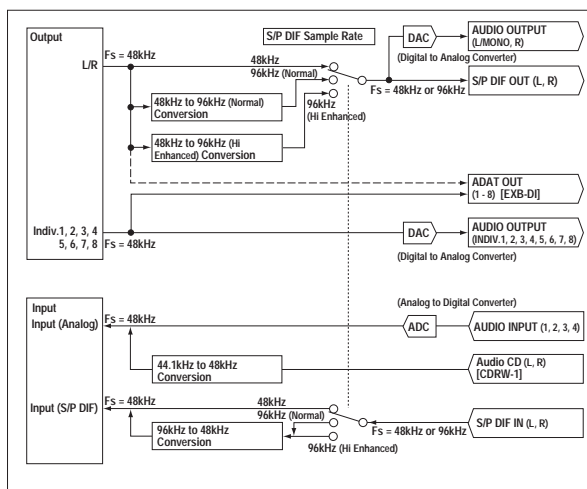 Output
L/R
Fs = 48kHz
S/P DIF Sample Rate
48kHz
96kHz (Normal)
96kHz
(Hi Enhanced)
DAC
AUDIO OUTPUT
(L/MONO, R)
(Digital to Analog Converter)
S/P DIF OUT (L, R)
Fs = 48kHz or 96kHz
48kHz to 96kHz (Normal)
Conversion
48kHz to 96kHz (Hi
Enhanced) Conversion
ADAT OUT
(1 - 8) [EXB-DI]
Indiv.1, 2, 3, 4
5, 6, 7, 8
Fs = 48kHz
DAC
AUDIO OUTPUT
(INDIV.1, 2, 3, 4, 5, 6, 7, 8)
(Digital to Analog Converter)
Input
Input (Analog)
Fs = 48kHz
(Analog to Digital Converter)
ADC
AUDIO INPUT (1, 2, 3, 4)
44.1kHz to 48kHz
Conversion
Audio CD (L, R)
[CDRW-1]
Input (S/P DIF)
Fs = 48kHz
48kHz
96kHz (Normal)
96kHz (Hi Enhanced)
S/P DIF IN (L, R)
Fs = 48kHz or 96kHz
96kHz to 48kHz
Conversion